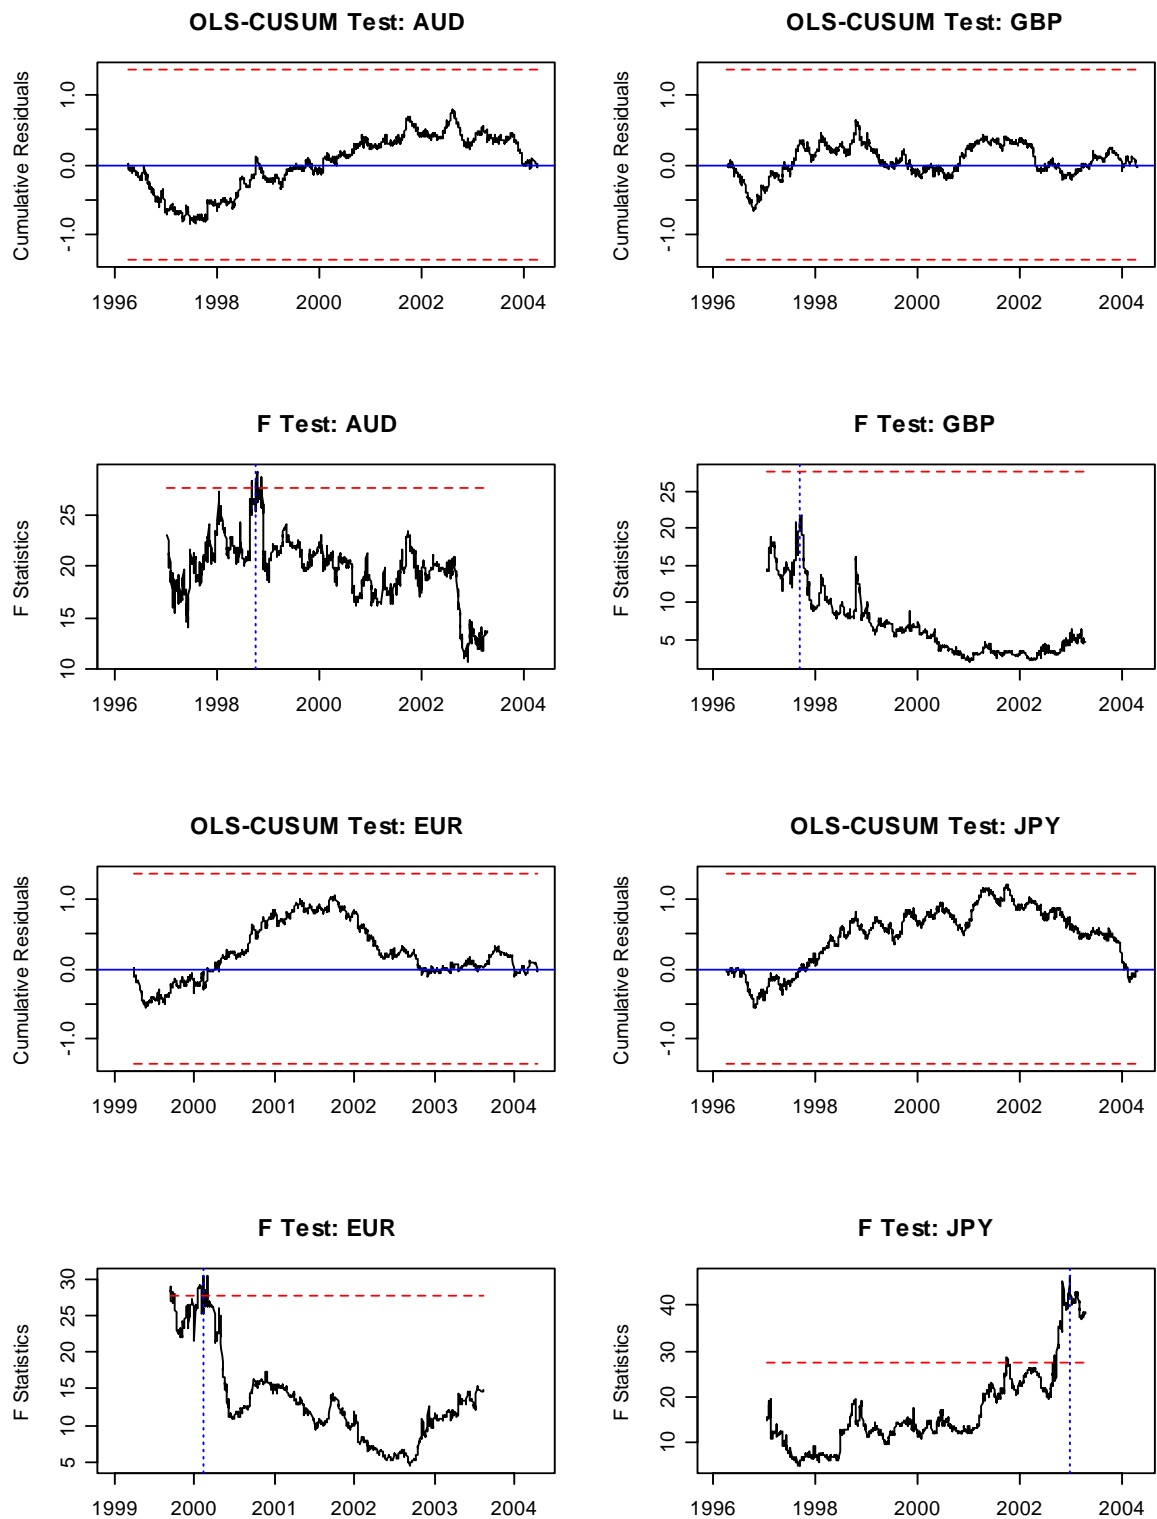 OLS-CUSUM Test: AUD
Cumulative Residuals
1.0
0.0
-1.0
1996 1998 2000 2002 2004
OLS-CUSUM Test: GBP
Cumulative Residuals
1.0
0.0
-1.0
1996 1998 2000 2002 2004
F Test: AUD
F Statistics
25
20
15
10
1996 1998 2000 2002 2004
F Test: GBP
F Statistics
25
20
15
10
5
1996 1998 2000 2002 2004
OLS-CUSUM Test: EUR
Cumulative Residuals
1.0
0.0
-1.0
1999 2000 2001 2002 2003 2004
OLS-CUSUM Test: JPY
Cumulative Residuals
1.0
0.0
-1.0
1996 1998 2000 2002 2004
F Test: EUR
F Statistics
30
25
20
15
10
5
1999 2000 2001 2002 2003 2004
F Test: JPY
F Statistics
40
30
20
10
1996 1998 2000 2002 2004